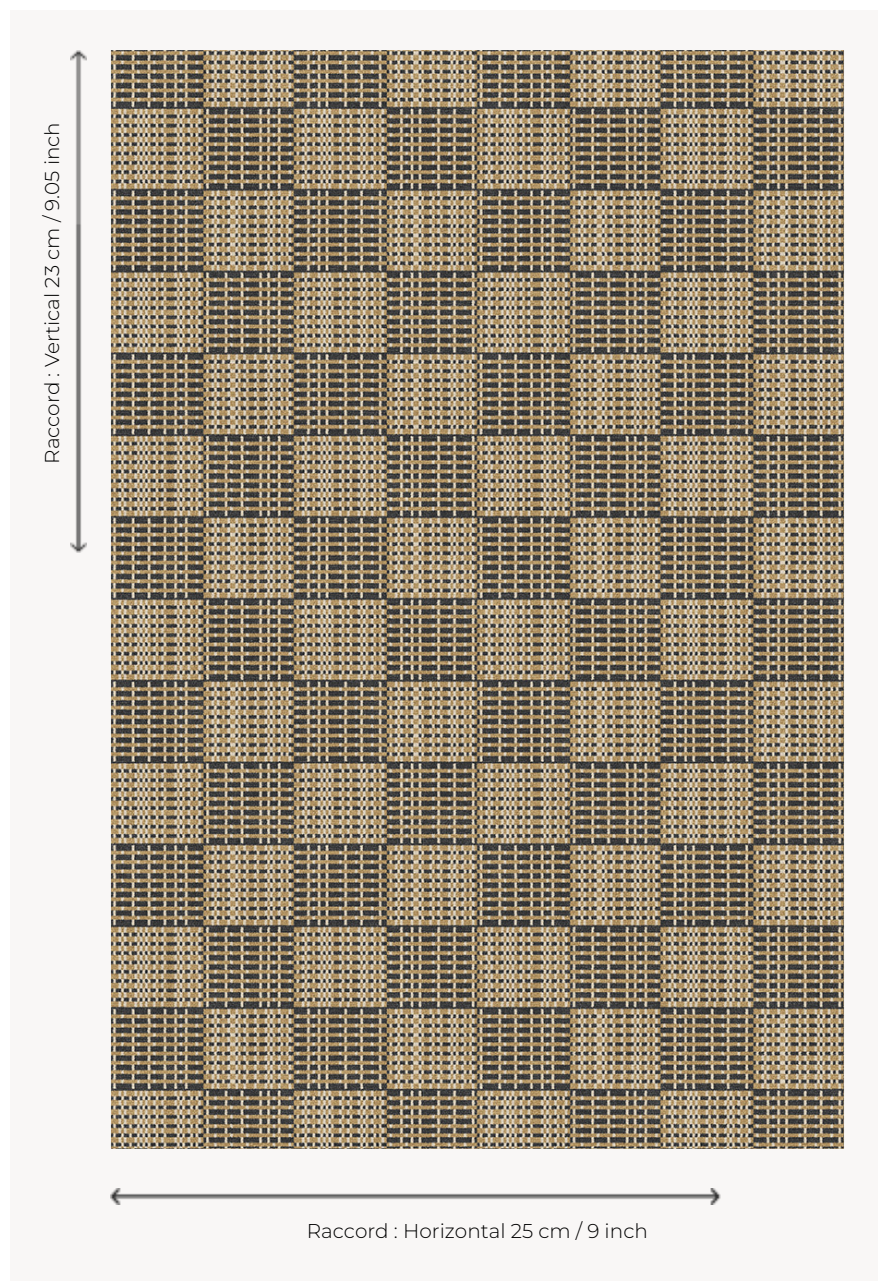 Raccord : Vertical 23 cm / 9.05 inch
Raccord : Horizontal 25 cm / 9 inch